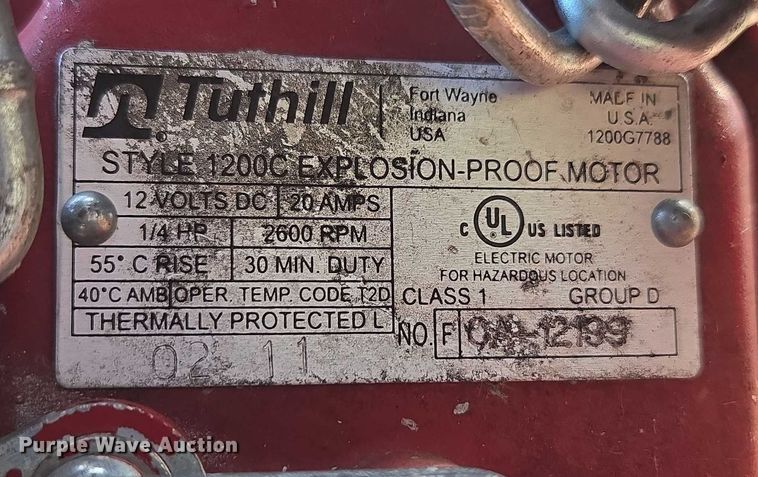 Tuthill
®
Fort Wayne
Indiana
USA
MADE IN
U.S.A.
1200G7788
STYLE 1200C EXPLOSION-PROOF MOTOR
12 VOLTS DC 20 AMPS
1/4 HP 2600 RPM
55° C RISE 30 MIN. DUTY
40°C AMB OPER. TEMP. CODE T2D
THERMALLY PROTECTED L
02 11
C UL US LISTED
ELECTRIC MOTOR
FOR HAZARDOUS LOCATION
CLASS 1 GROUP D
NO. F
Purple Wave Auction